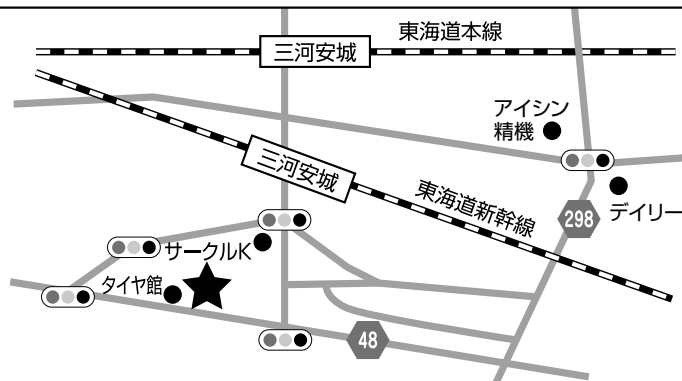 東海道本線
三河安城
アイシン
精機
三河安城
東海道新幹線
298
デイリー
サークルK
タイヤ館
48